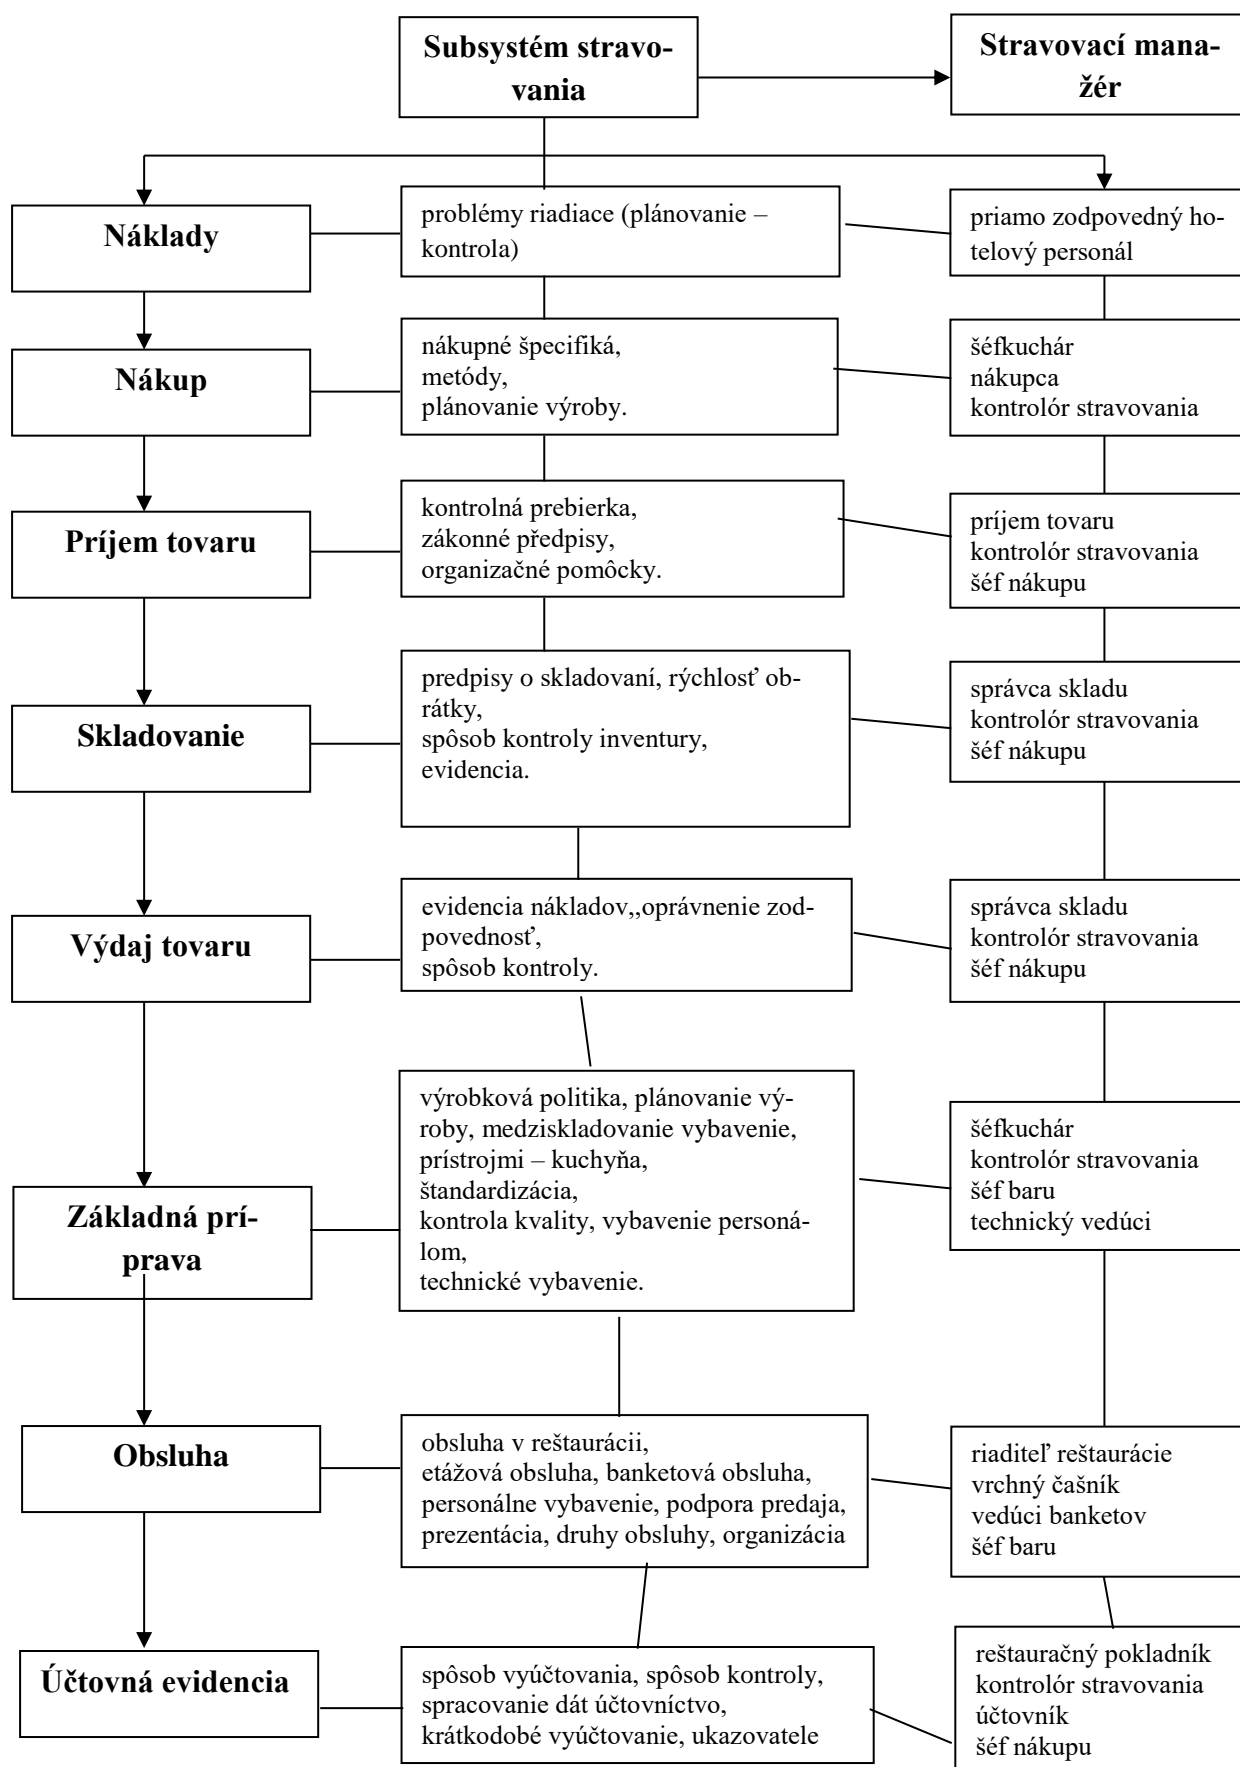 Subsystém stravo-
vania
Stravovací mana-
žér
Náklady
problémy riadiace (plánovanie –
kontrola)
priamo zodpovedný ho-
telový personál
Nákup
nákupné špecifiká,
metódy,
plánovanie výroby.
šéfkuchár
nákupca
kontrolór stravovania
Príjem tovaru
kontrolná prebierka,
zákonné předpisy,
organizačné pomôcky.
príjem tovaru
kontrolór stravovania
šéf nákupu
Skladovanie
predpisy o skladovaní, rýchlosť ob-
rátky,
spôsob kontroly inventury,
evidencia.
správca skladu
kontrolór stravovania
šéf nákupu
Výdaj tovaru
evidencia nákladov,,oprávnenie zod-
povednosť,
spôsob kontroly.
správca skladu
kontrolór stravovania
šéf nákupu
Základná prí-
prava
výrobková politika, plánovanie vý-
roby, medziskladovanie vybavenie,
prístrojmi – kuchyňa,
štandardizácia,
kontrola kvality, vybavenie personá-
lom,
technické vybavenie.
šéfkuchár
kontrolór stravovania
šéf baru
technický vedúci
Obsluha
obsluha v reštaurácii,
etážová obsluha, banketová obsluha,
personálne vybavenie, podpora predaja,
prezentácia, druhy obsluhy, organizácia
riaditeľ reštaurácie
vrchný čašník
vedúci banketov
šéf baru
Účtovná evidencia
spôsob vyúčtovania, spôsob kontroly,
spracovanie dát účtovníctvo,
krátkodobé vyúčtovanie, ukazovatele
reštauračný pokladník
kontrolór stravovania
účtovník
šéf nákupu